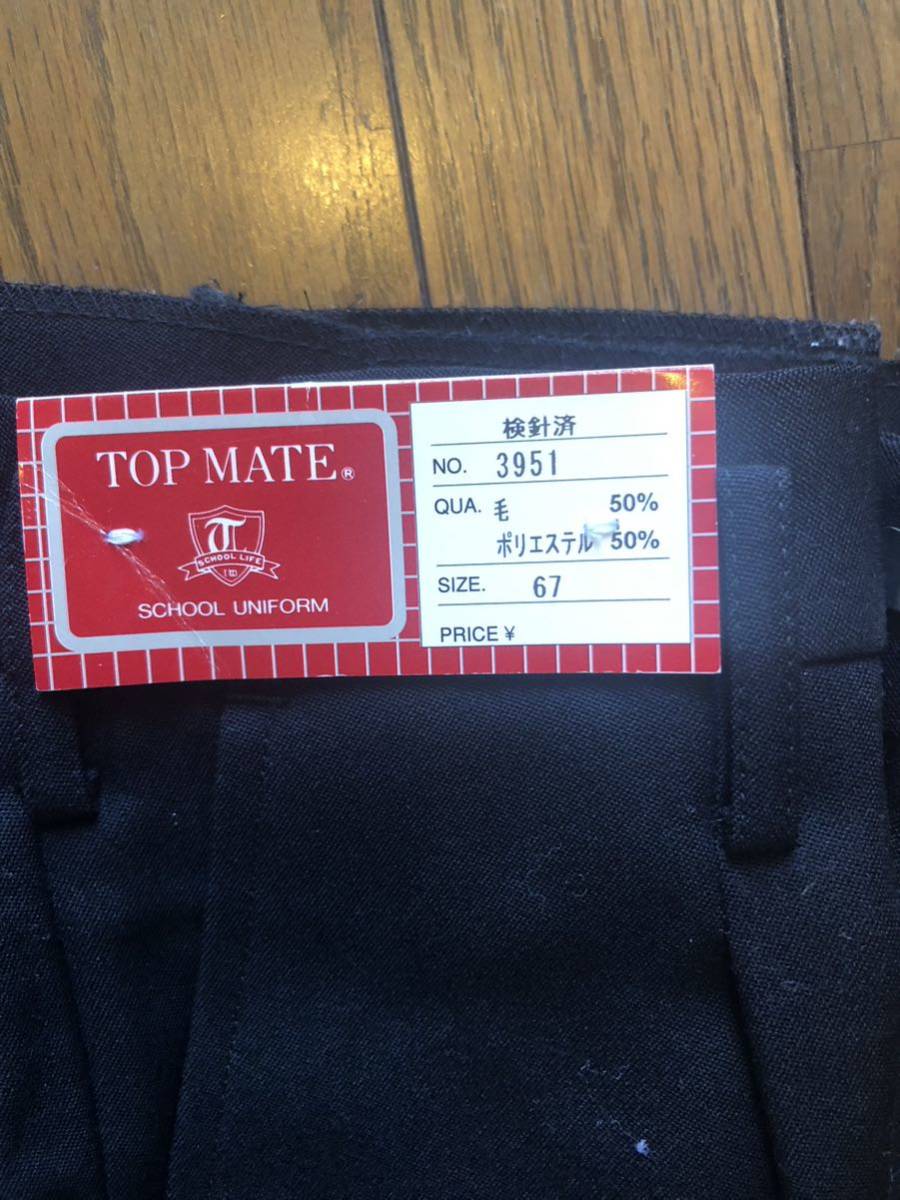 TOP MATE®
T
SCHOOL LIFE
SCHOOL UNIFORM
検針済
NO. 3951
QUA. 毛 50%
ポリエステル 50%
SIZE. 67
PRICE ¥